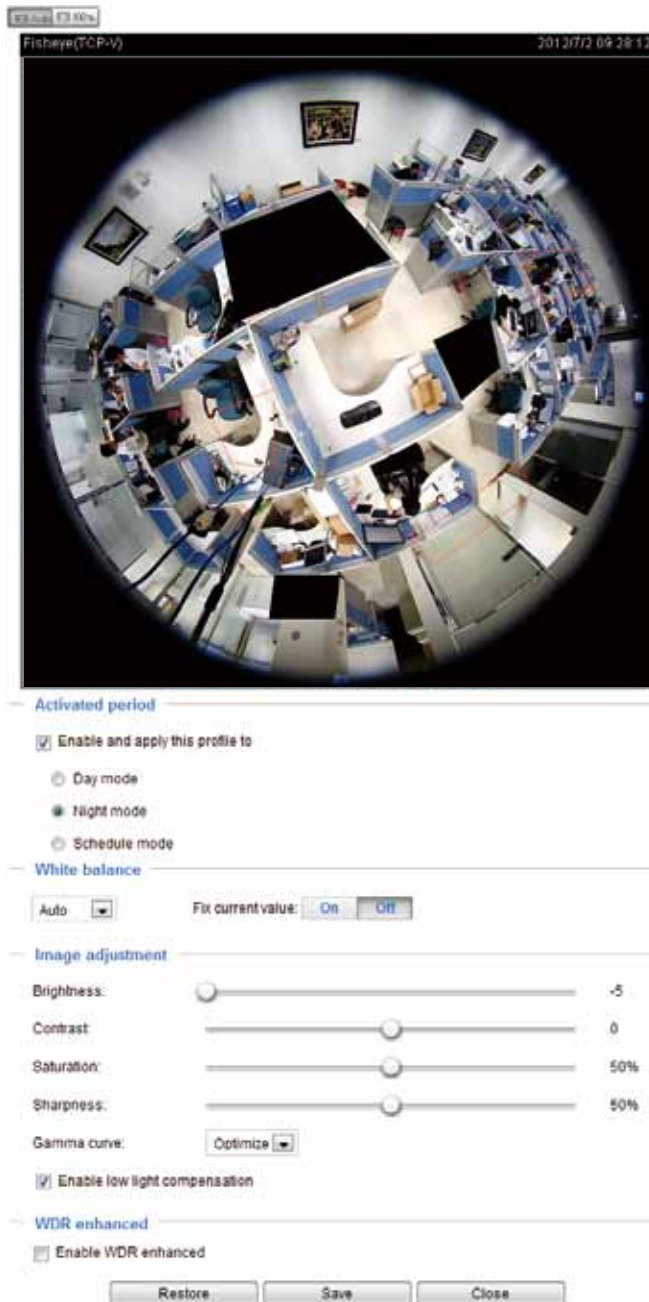 100%
Fisheye(TCP-V) 2012/7/2 09:28:12
Activated period
Enable and apply this profile to
Day mode
Night mode
Schedule mode
White balance
Auto Fix current value: On Off
Image adjustment
Brightness: -5
Contrast: 0
Saturation: 50%
Sharpness: 50%
Gamma curve: Optimize
Enable low light compensation
WDR enhanced
Enable WDR enhanced
Restore Save Close